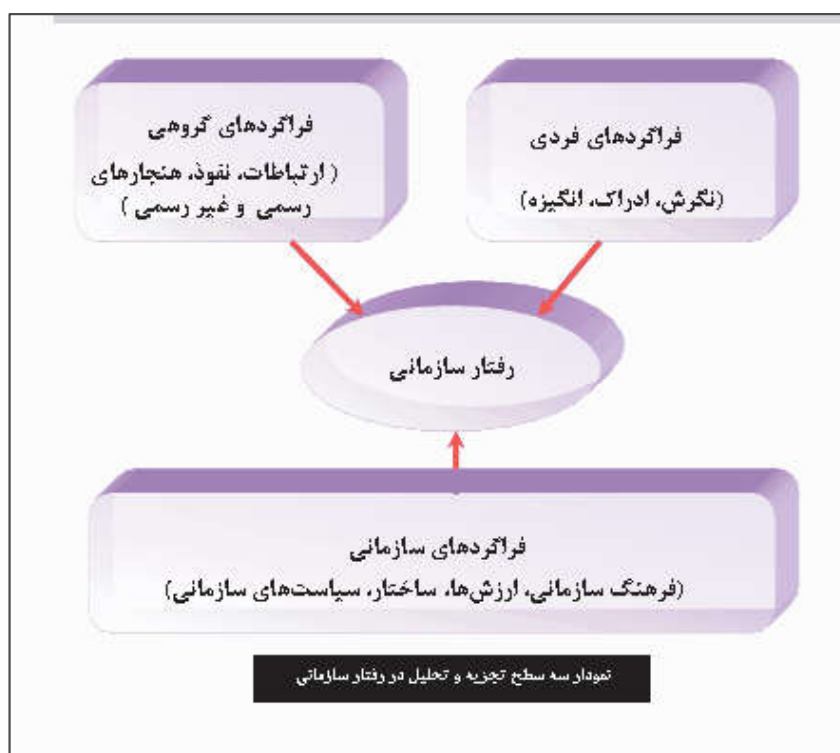 فراگردهای فردی
(نگرش، ادراک، انگیزه)
فراگردهای گروهی
( ارتباطات، نفوذ، هنجارهای
رسمی و غیر رسمی )
رفتار سازمانی
فراگردهای سازمانی
(فرهنگ سازمانی، ارزش‌ها، ساختار، سیاست‌های سازمانی)
نمودار سه سطح تجزیه و تحلیل در رفتار سازمانی